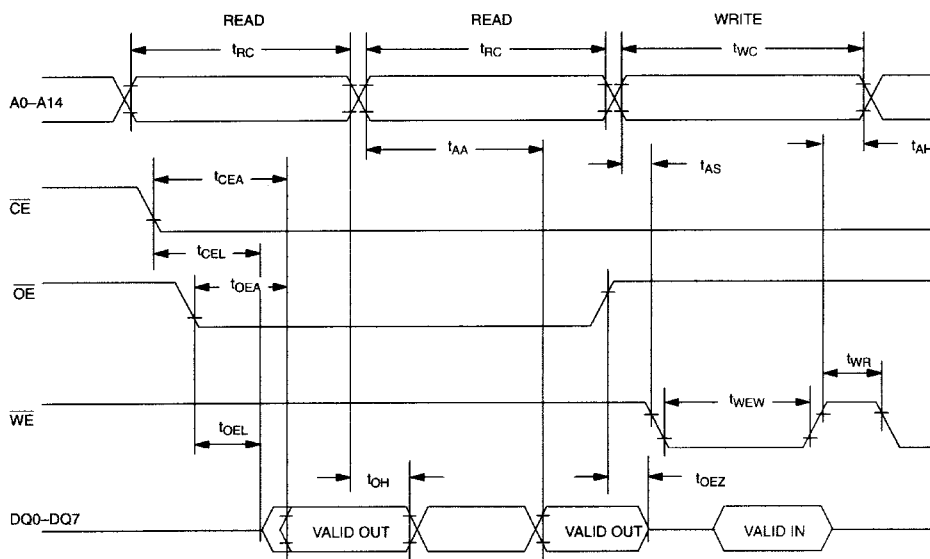 READ READ WRITE
tRC tRC tWC
A0–A14
tAA tAS tAH
tCEA
CE
tCEL
OE tOEA
tWR
WE tWEW
tOEL
tOH tOEZ
DQ0–DQ7
VALID OUT VALID OUT VALID IN